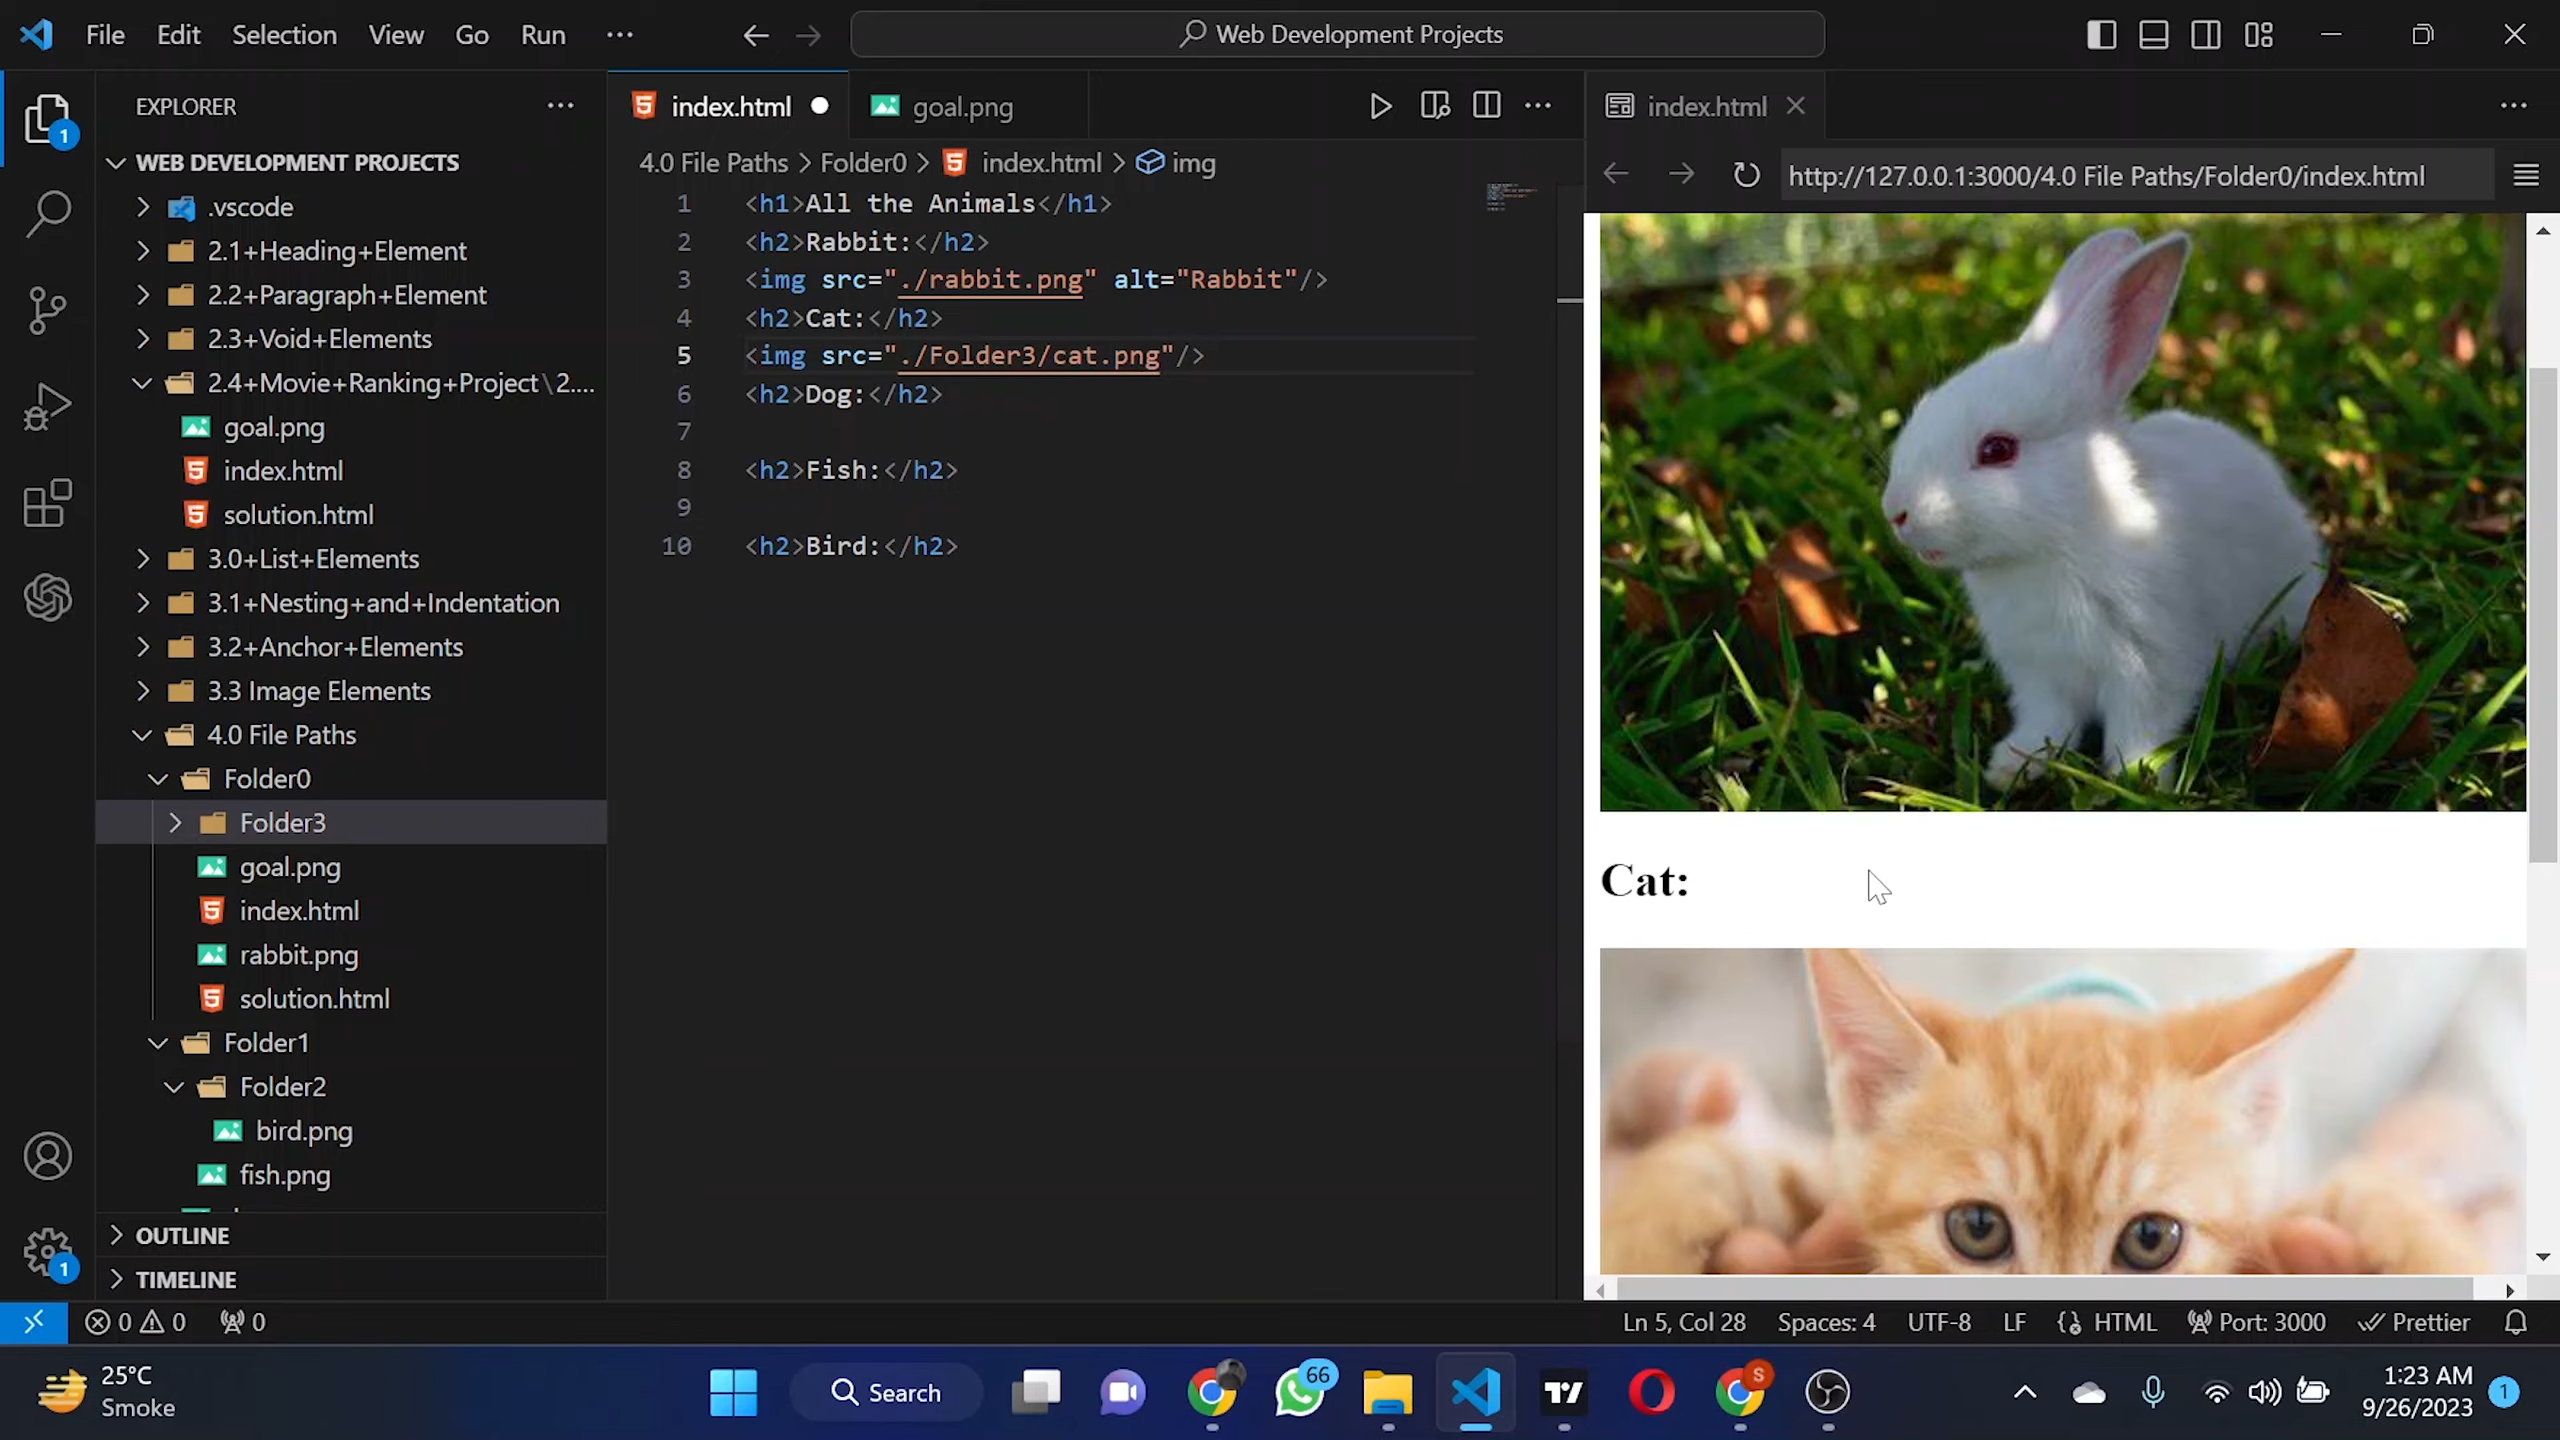 File Edit Selection View Go Run ···
Web Development Projects
EXPLORER
WEB DEVELOPMENT PROJECTS
.vscode
2.1+Heading+Element
2.2+Paragraph+Element
2.3+Void+Elements
2.4+Movie+Ranking+Project\2....
goal.png
index.html
solution.html
3.0+List+Elements
3.1+Nesting+and+Indentation
3.2+Anchor+Elements
3.3 Image Elements
4.0 File Paths
Folder0
Folder3
goal.png
index.html
rabbit.png
solution.html
Folder1
Folder2
bird.png
fish.png
OUTLINE
TIMELINE
1
1
index.html
goal.png
4.0 File Paths > Folder0 > index.html > img
1 <h1>All the Animals</h1>
2 <h2>Rabbit:</h2>
3 <img src="./rabbit.png" alt="Rabbit"/>
4 <h2>Cat:</h2>
5 <img src="./Folder3/cat.png"/>
6 <h2>Dog:</h2>
7
8 <h2>Fish:</h2>
9
10 <h2>Bird:</h2>
index.html
http://127.0.0.1:3000/4.0 File Paths/Folder0/index.html
Cat:
0 0 0
Ln 5, Col 28 Spaces: 4 UTF-8 LF HTML Port: 3000 Prettier
25°C
Smoke
Search
66
S
1:23 AM
9/26/2023
1